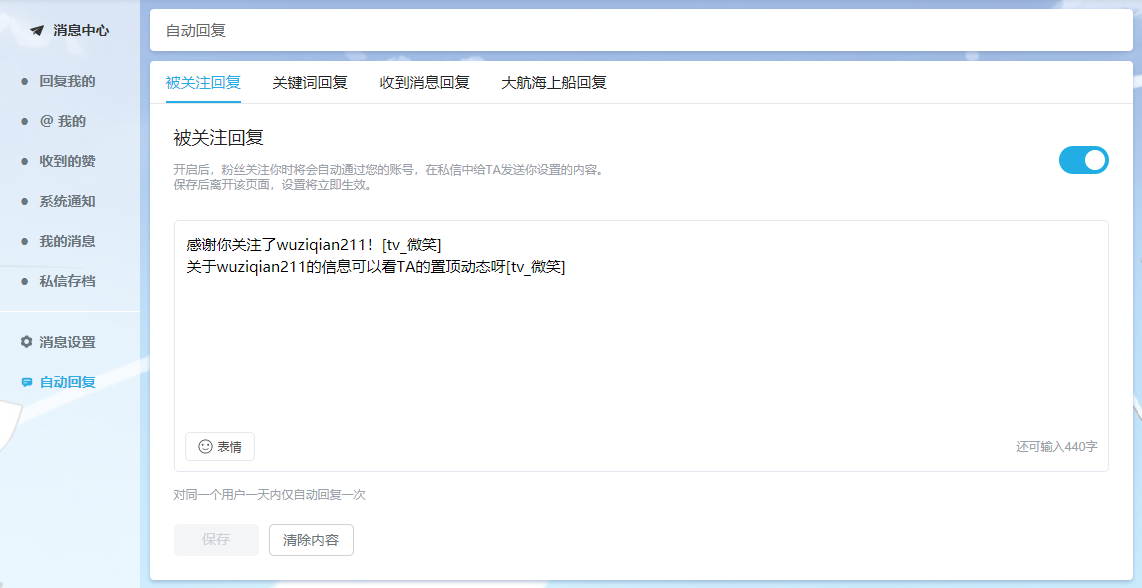 消息中心
回复我的
@ 我的
收到的赞
系统通知
我的消息
私信存档
消息设置
自动回复
自动回复
被关注回复 关键词回复 收到消息回复 大航海上船回复
被关注回复
开启后，粉丝关注你时将会自动通过您的账号，在私信中给TA发送你设置的内容。
保存后离开该页面，设置将立即生效。
感谢你关注了wuziqian211！[tv_微笑]
关于wuziqian211的信息可以看TA的置顶动态呀[tv_微笑]
表情
还可输入440字
对同一个用户一天内仅自动回复一次
保存 清除内容